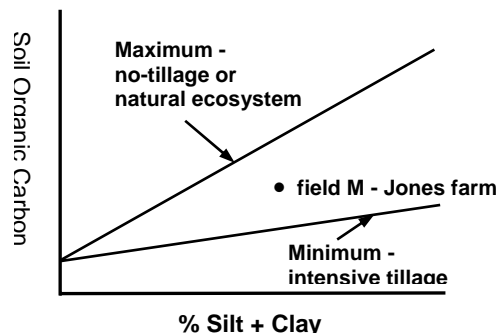 Soil Organic Carbon
Maximum -
no-tillage or
natural ecosystem
• field M - Jones farm
Minimum -
intensive tillage
% Silt + Clay